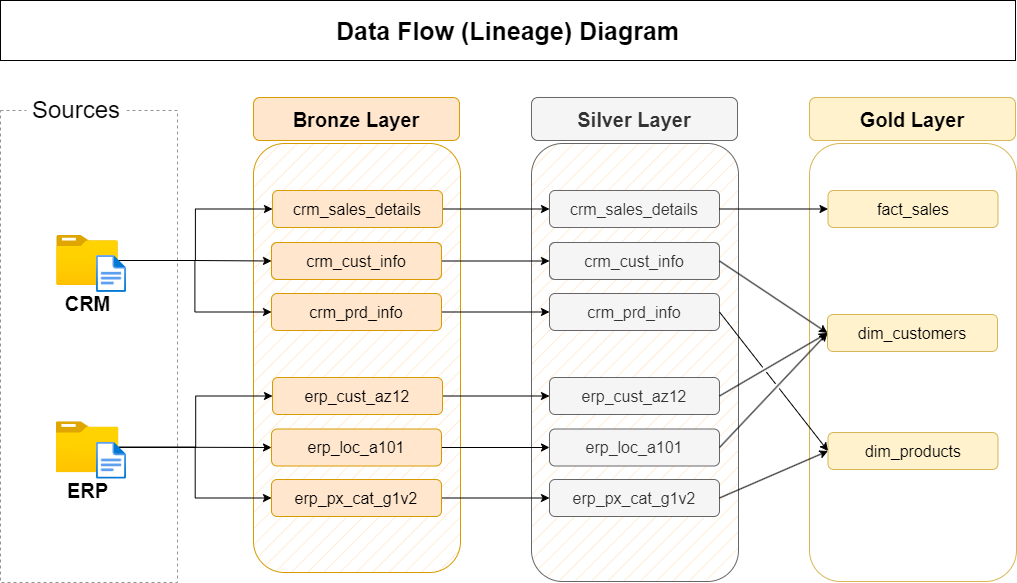 Data Flow (Lineage) Diagram
Sources
Bronze Layer
Silver Layer
Gold Layer
crm_sales_details
crm_sales_details
fact_sales
crm_cust_info
crm_cust_info
CRM
crm_prd_info
crm_prd_info
dim_customers
erp_cust_az12
erp_cust_az12
erp_loc_a101
erp_loc_a101
dim_products
ERP
erp_px_cat_g1v2
erp_px_cat_g1v2